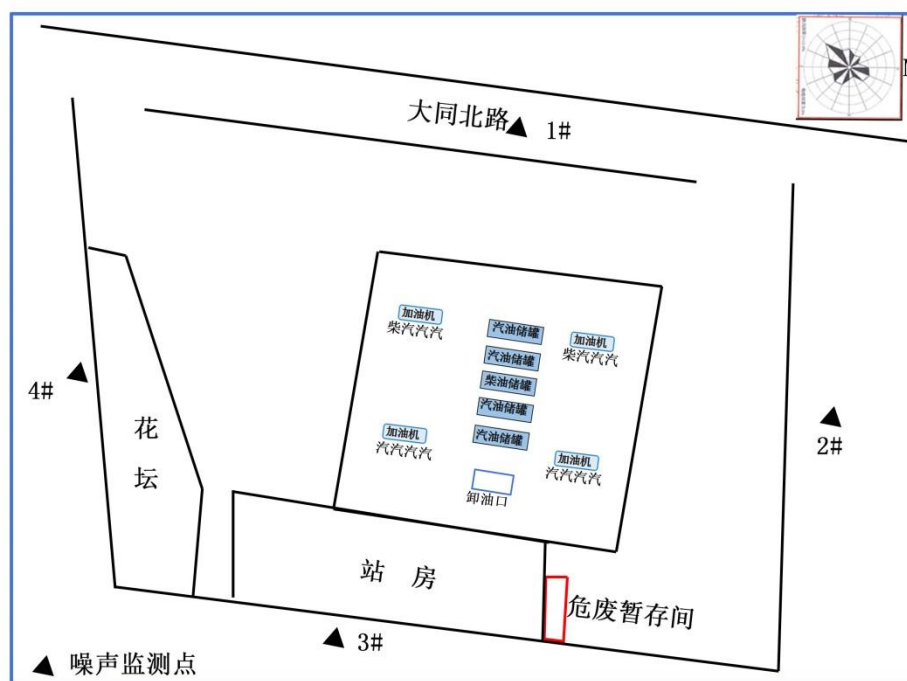 N
大同北路
1#
加油机
柴汽汽汽
汽油储罐
加油机
柴汽汽汽
汽油储罐
柴油储罐
4#
汽油储罐
花坛
加油机
汽汽汽汽
汽油储罐
2#
加油机
汽汽汽汽
卸油口
站 房
危废暂存间
3#
噪声监测点